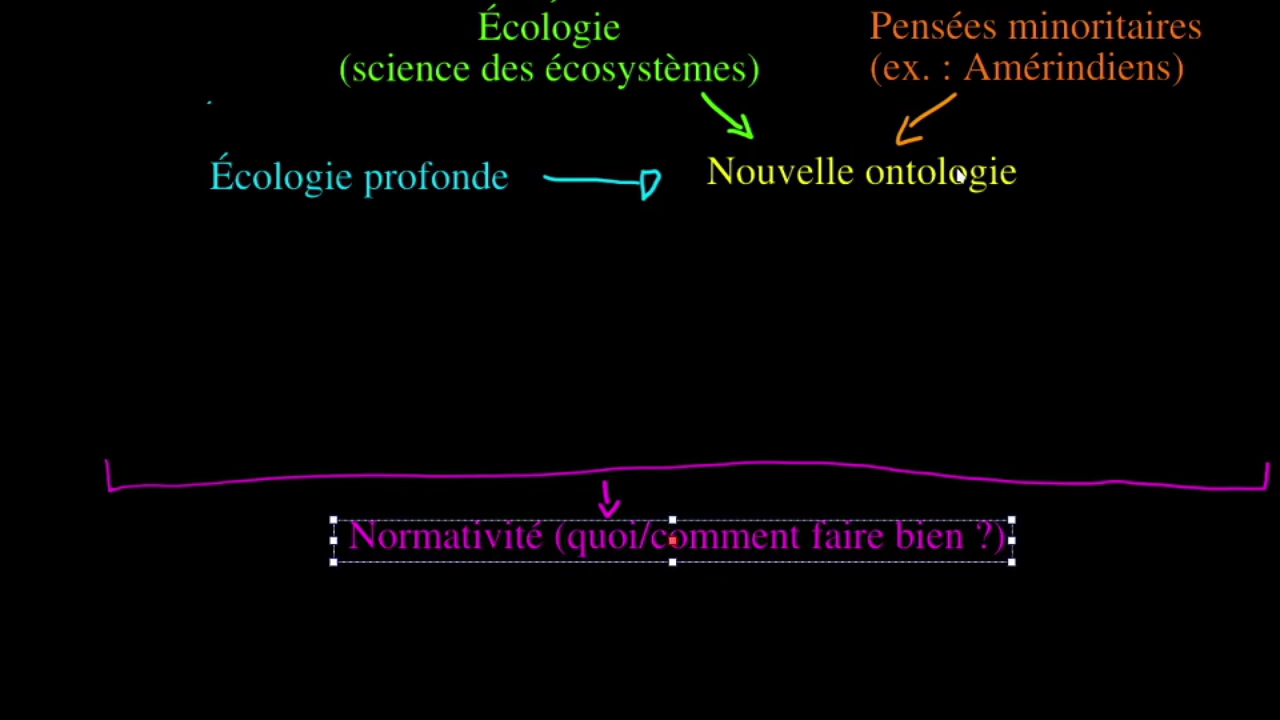 Écologie
(science des écosystèmes)
Pensées minoritaires
(ex. : Amérindiens)
Écologie profonde
Nouvelle ontologie
Normativité (quoi/comment faire bien ?)